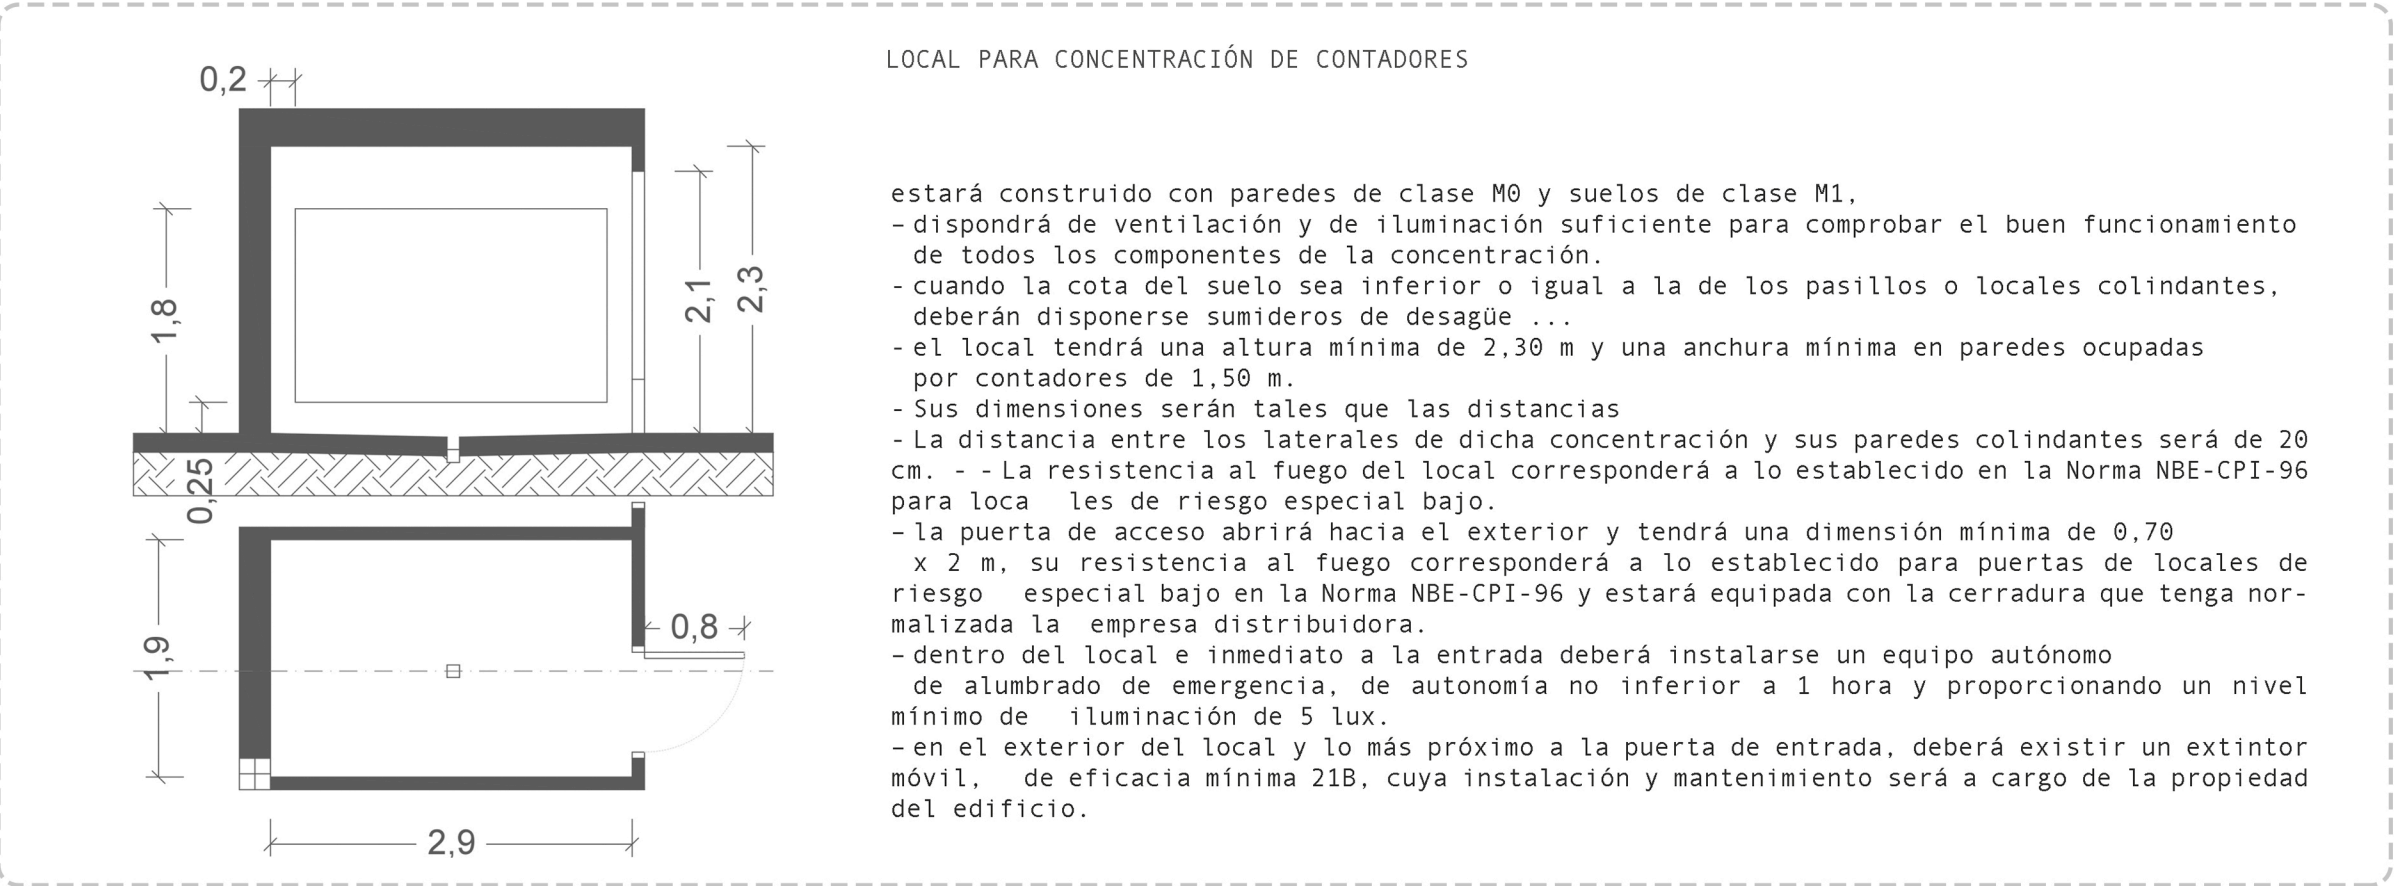 LOCAL PARA CONCENTRACIÓN DE CONTADORES
0,2
1,8
2,1
2,3
0,25
1,9
0,8
2,9
estará construido con paredes de clase M0 y suelos de clase M1,
– dispondrá de ventilación y de iluminación suficiente para comprobar el buen funcionamiento
de todos los componentes de la concentración.
- cuando la cota del suelo sea inferior o igual a la de los pasillos o locales colindantes,
deberán disponerse sumideros de desagüe ...
- el local tendrá una altura mínima de 2,30 m y una anchura mínima en paredes ocupadas
por contadores de 1,50 m.
- Sus dimensiones serán tales que las distancias
- La distancia entre los laterales de dicha concentración y sus paredes colindantes será de 20
cm. - - La resistencia al fuego del local corresponderá a lo establecido en la Norma NBE-CPI-96
para loca les de riesgo especial bajo.
– la puerta de acceso abrirá hacia el exterior y tendrá una dimensión mínima de 0,70
x 2 m, su resistencia al fuego corresponderá a lo establecido para puertas de locales de
riesgo especial bajo en la Norma NBE-CPI-96 y estará equipada con la cerradura que tenga nor-
malizada la empresa distribuidora.
– dentro del local e inmediato a la entrada deberá instalarse un equipo autónomo
de alumbrado de emergencia, de autonomía no inferior a 1 hora y proporcionando un nivel
mínimo de iluminación de 5 lux.
– en el exterior del local y lo más próximo a la puerta de entrada, deberá existir un extintor
móvil, de eficacia mínima 21B, cuya instalación y mantenimiento será a cargo de la propiedad
del edificio.